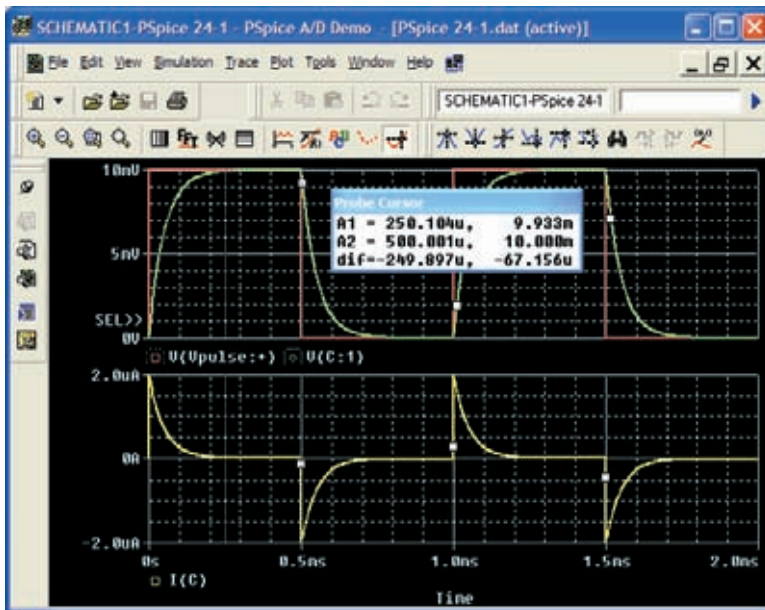 SCHEMATIC1-PSpice 24-1 - PSpice A/D Demo - [PSpice 24-1.dat (active)]
File Edit View Simulation Trace Plot Tools Window Help
SCHEMATIC1-PSpice 24-1
FFT
10mV
Probe Cursor
A1 = 250.104u, 9.933m
A2 = 500.001u, 10.000m
dif=-249.897u, -67.156u
5mV
SEL>>
0V
V(Vpulse:+) V(C:1)
2.0uA
0A
-2.0uA
0s 0.5ms 1.0ms 1.5ms 2.0ms
I(C)
Time